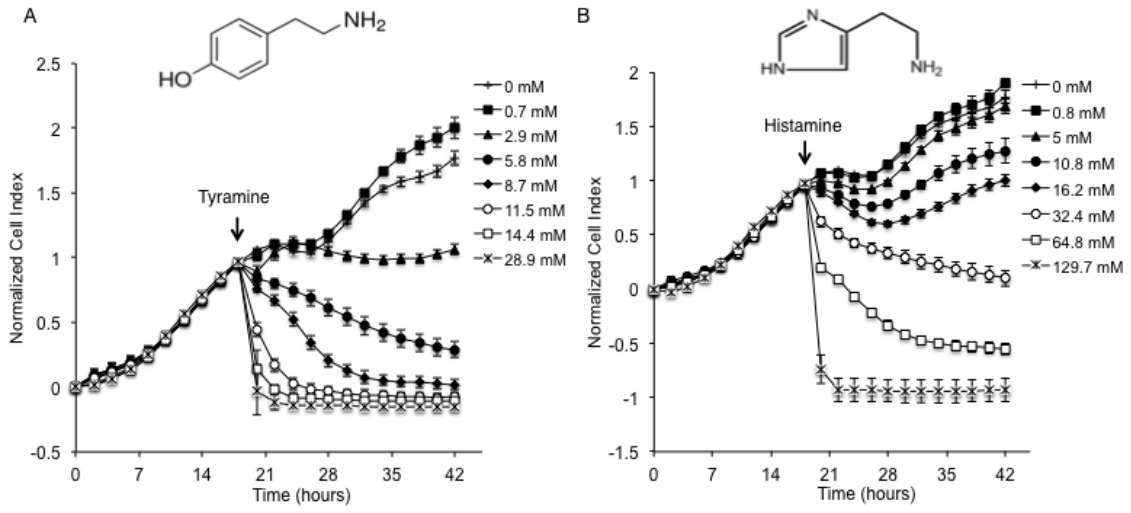 A
NH2
HO
Normalized Cell Index
2.5
2
1.5
1
0.5
0
-0.5
Tyramine
0 mM
0.7 mM
2.9 mM
5.8 mM
8.7 mM
11.5 mM
14.4 mM
28.9 mM
0 7 14 21 28 35 42
Time (hours)
B
N
HN
NH2
Normalized Cell Index
2
1.5
1
0.5
0
-0.5
-1
-1.5
Histamine
0 mM
0.8 mM
5 mM
10.8 mM
16.2 mM
32.4 mM
64.8 mM
129.7 mM
0 7 14 21 28 35 42
Time (hours)